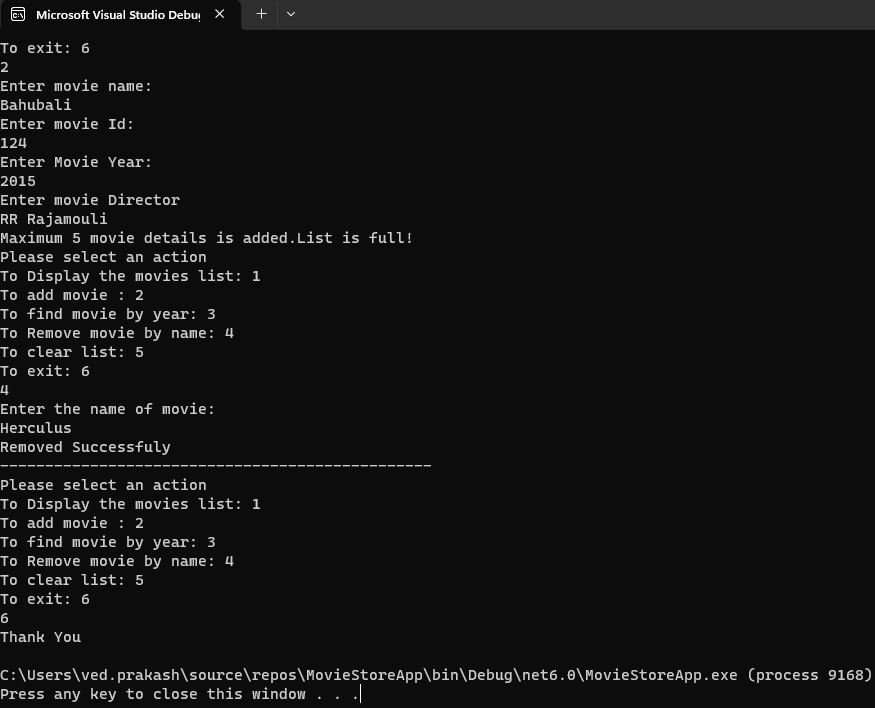 Microsoft Visual Studio Debu
To exit: 6
2
Enter movie name:
Bahubali
Enter movie Id:
124
Enter Movie Year:
2015
Enter movie Director
RR Rajamouli
Maximum 5 movie details is added.List is full!
Please select an action
To Display the movies list: 1
To add movie : 2
To find movie by year: 3
To Remove movie by name: 4
To clear list: 5
To exit: 6
4
Enter the name of movie:
Herculus
Removed Successfuly
------------------------------------------------
Please select an action
To Display the movies list: 1
To add movie : 2
To find movie by year: 3
To Remove movie by name: 4
To clear list: 5
To exit: 6
6
Thank You
C:\Users\ved.prakash\source\repos\MovieStoreApp\bin\Debug\net6.0\MovieStoreApp.exe (process 9168)
Press any key to close this window . . .